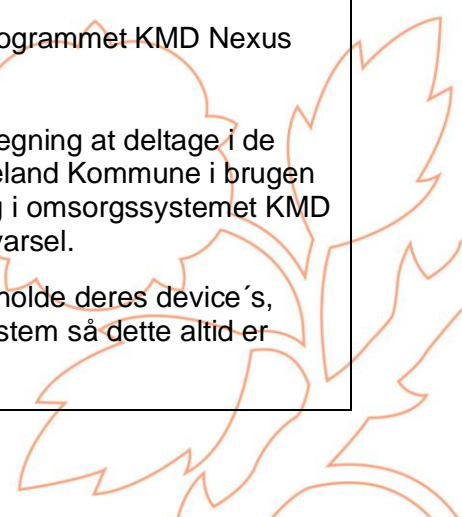 ogrammet KMD Nexus
egning at deltage i de
eland Kommune i brugen
g i omsorgssystemet KMD
varsel.
holde deres device´s,
stem så dette altid er